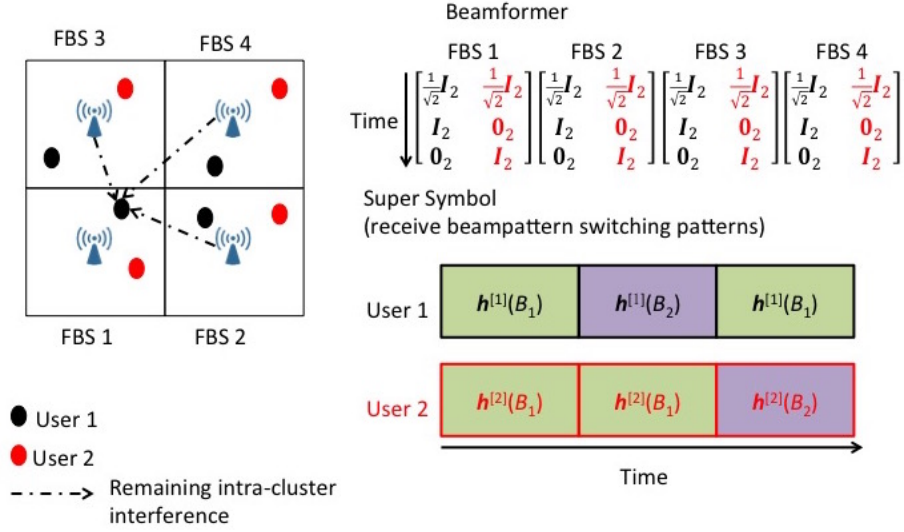 Beamformer
FBS 3
FBS 4
FBS 1
FBS 2
FBS 1 FBS 2 FBS 3 FBS 4
Time
[1/√2 I₂ 1/√2 I₂] [1/√2 I₂ 1/√2 I₂] [1/√2 I₂ 1/√2 I₂] [1/√2 I₂ 1/√2 I₂]
[I₂ 0₂] [I₂ 0₂] [I₂ 0₂] [I₂ 0₂]
[0₂ I₂] [0₂ I₂] [0₂ I₂] [0₂ I₂]
Super Symbol
(receive beampattern switching patterns)
User 1 h[1](B₁) h[1](B₂) h[1](B₁)
User 2 h[2](B₁) h[2](B₁) h[2](B₂)
Time
User 1
User 2
Remaining intra-cluster
interference